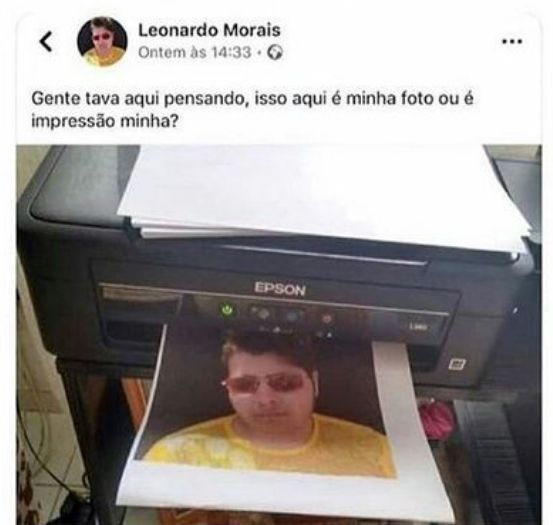 Leonardo Morais
Ontem às 14:33 ·
Gente tava aqui pensando, isso aqui é minha foto ou é
impressão minha?
EPSON